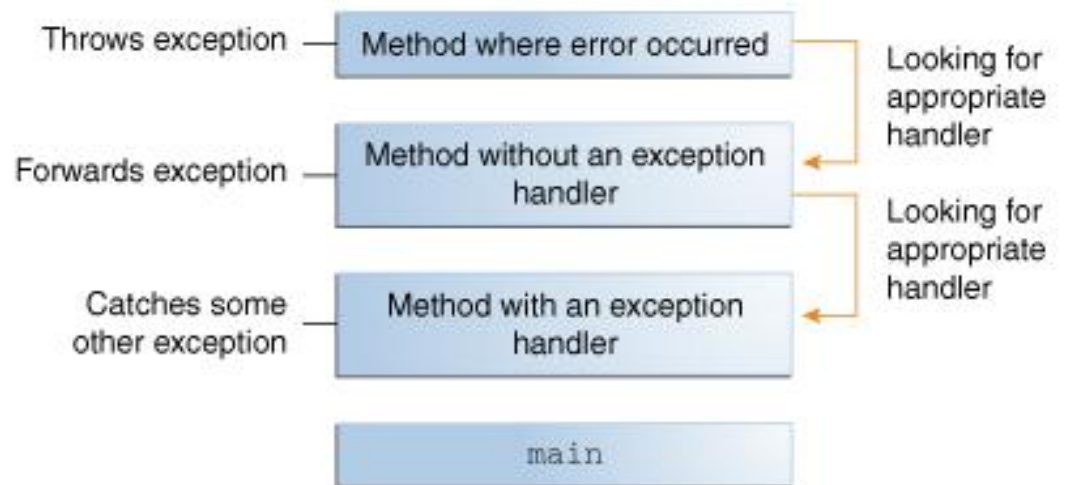 Throws exception
Method where error occurred
Looking for
appropriate
handler
Forwards exception
Method without an exception
handler
Looking for
appropriate
handler
Catches some
other exception
Method with an exception
handler
main